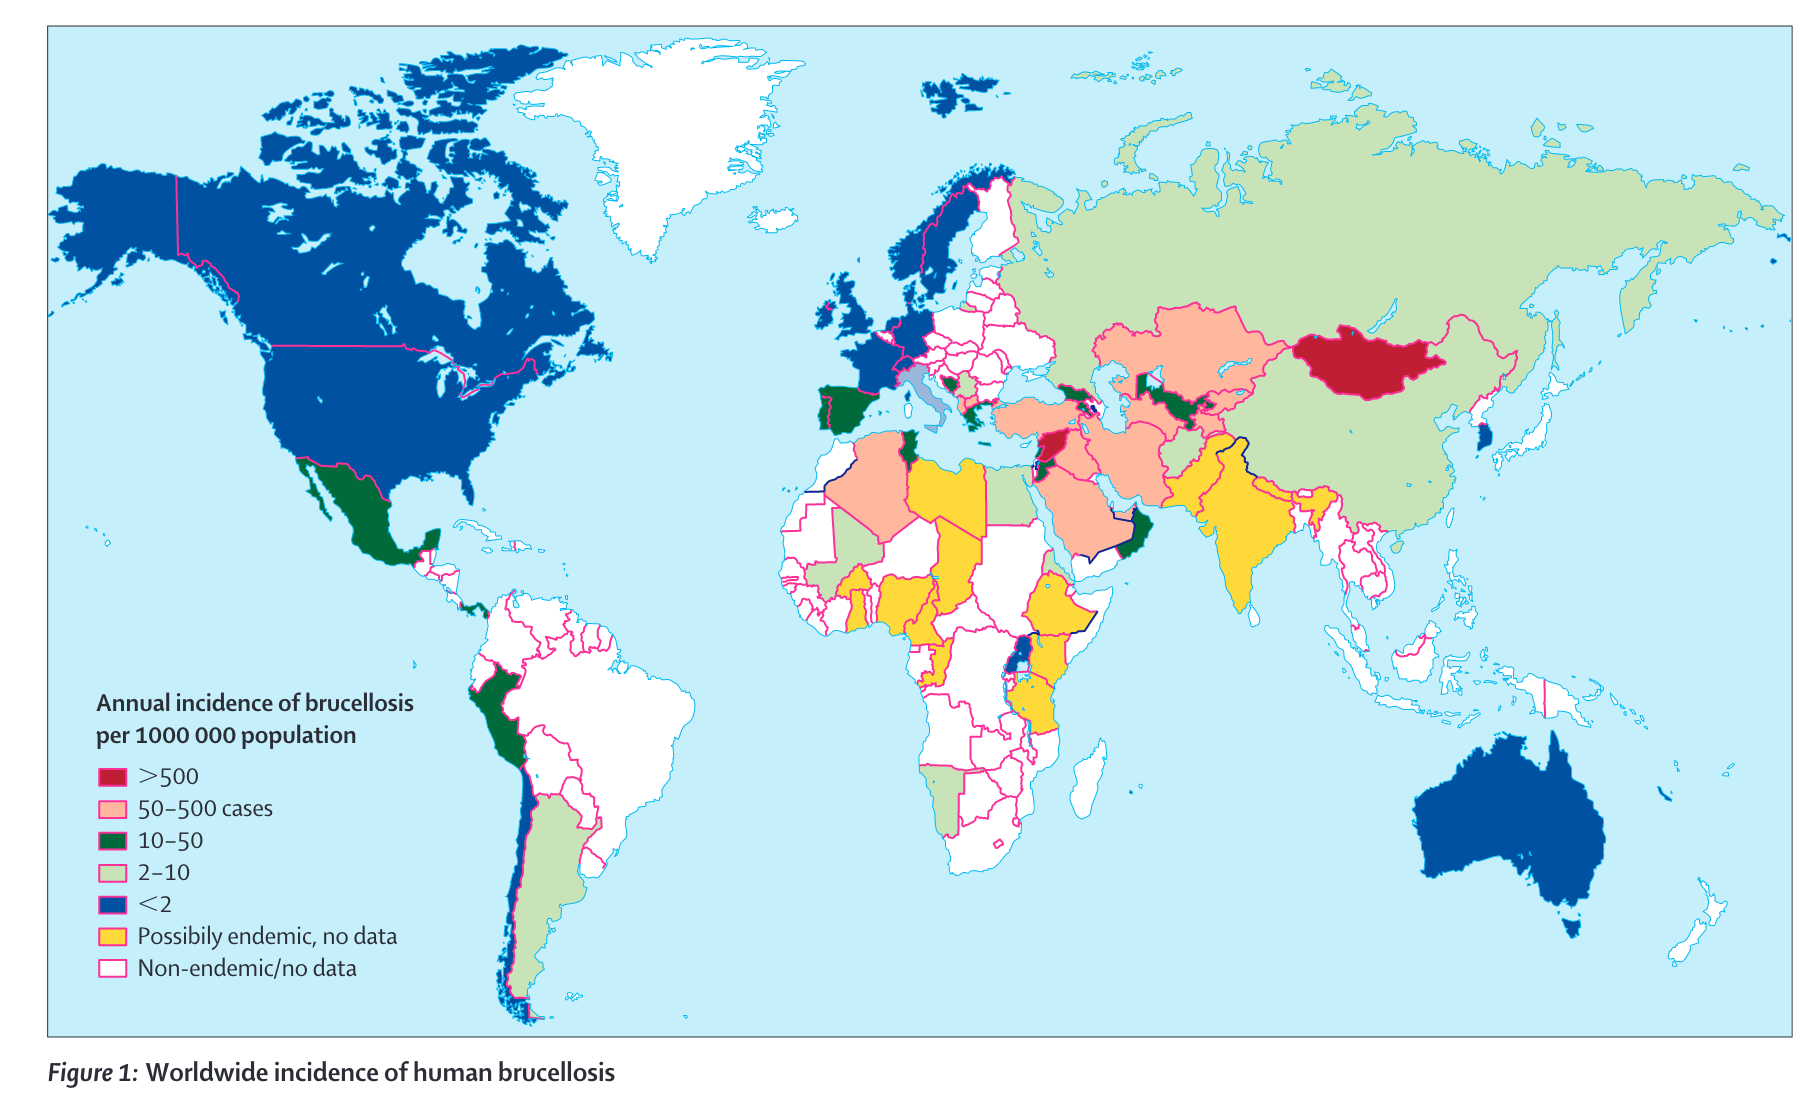 Annual incidence of brucellosis
per 1000 000 population
>500
50–500 cases
10–50
2–10
<2
Possibily endemic, no data
Non-endemic/no data
Figure 1: Worldwide incidence of human brucellosis